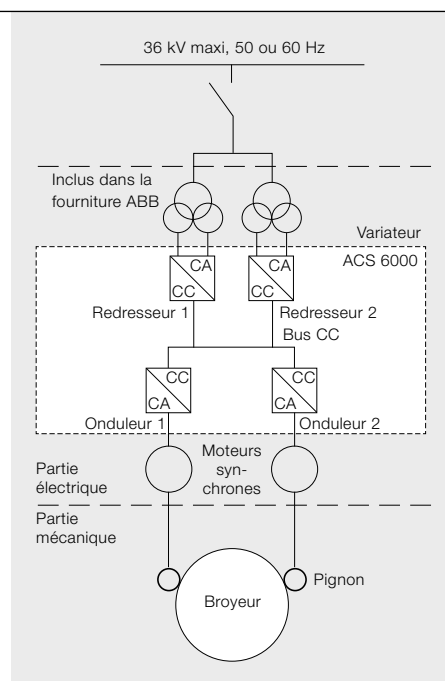 36 kV maxi, 50 ou 60 Hz
Inclus dans la
fourniture ABB
Variateur
ACS 6000
CA
CC
CA
CC
Redresseur 1
Redresseur 2
Bus CC
CC
CA
CC
CA
Onduleur 1
Onduleur 2
Partie
électrique
Moteurs
syn-
chrones
Partie
mécanique
Pignon
Broyeur